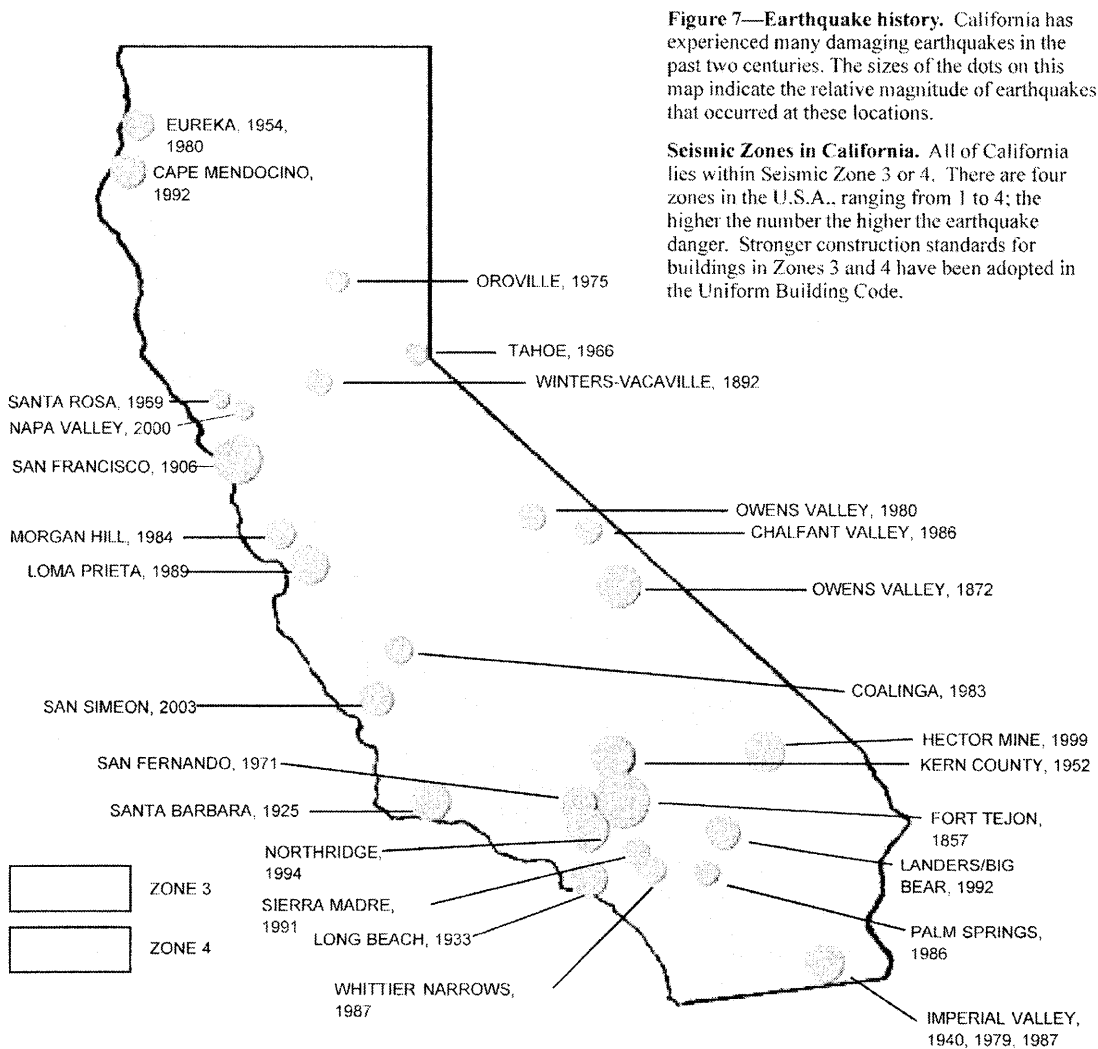 Figure 7—Earthquake history. California has
experienced many damaging earthquakes in the
past two centuries. The sizes of the dots on this
map indicate the relative magnitude of earthquakes
that occurred at these locations.
Seismic Zones in California. All of California
lies within Seismic Zone 3 or 4. There are four
zones in the U.S.A., ranging from 1 to 4; the
higher the number the higher the earthquake
danger. Stronger construction standards for
buildings in Zones 3 and 4 have been adopted in
the Uniform Building Code.
EUREKA, 1954,
1980
CAPE MENDOCINO,
1992
OROVILLE, 1975
TAHOE, 1966
WINTERS-VACAVILLE, 1892
SANTA ROSA, 1969
NAPA VALLEY, 2000
SAN FRANCISCO, 1906
OWENS VALLEY, 1980
CHALFANT VALLEY, 1986
MORGAN HILL, 1984
LOMA PRIETA, 1989
OWENS VALLEY, 1872
COALINGA, 1983
SAN SIMEON, 2003
HECTOR MINE, 1999
KERN COUNTY, 1952
SAN FERNANDO, 1971
SANTA BARBARA, 1925
FORT TEJON,
1857
NORTHRIDGE,
1994
LANDERS/BIG
BEAR, 1992
ZONE 3
SIERRA MADRE,
1991
LONG BEACH, 1933
PALM SPRINGS,
1986
ZONE 4
WHITTIER NARROWS,
1987
IMPERIAL VALLEY,
1940, 1979, 1987